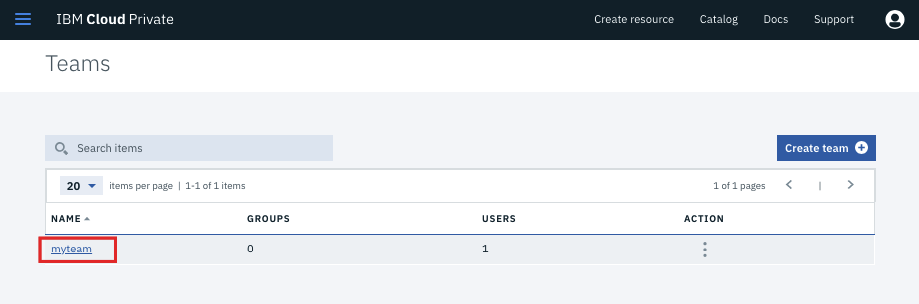 IBM Cloud Private Create resource Catalog Docs Support
Teams
Search items Create team
20 items per page | 1-1 of 1 items 1 of 1 pages |
NAME GROUPS USERS ACTION
myteam 0 1